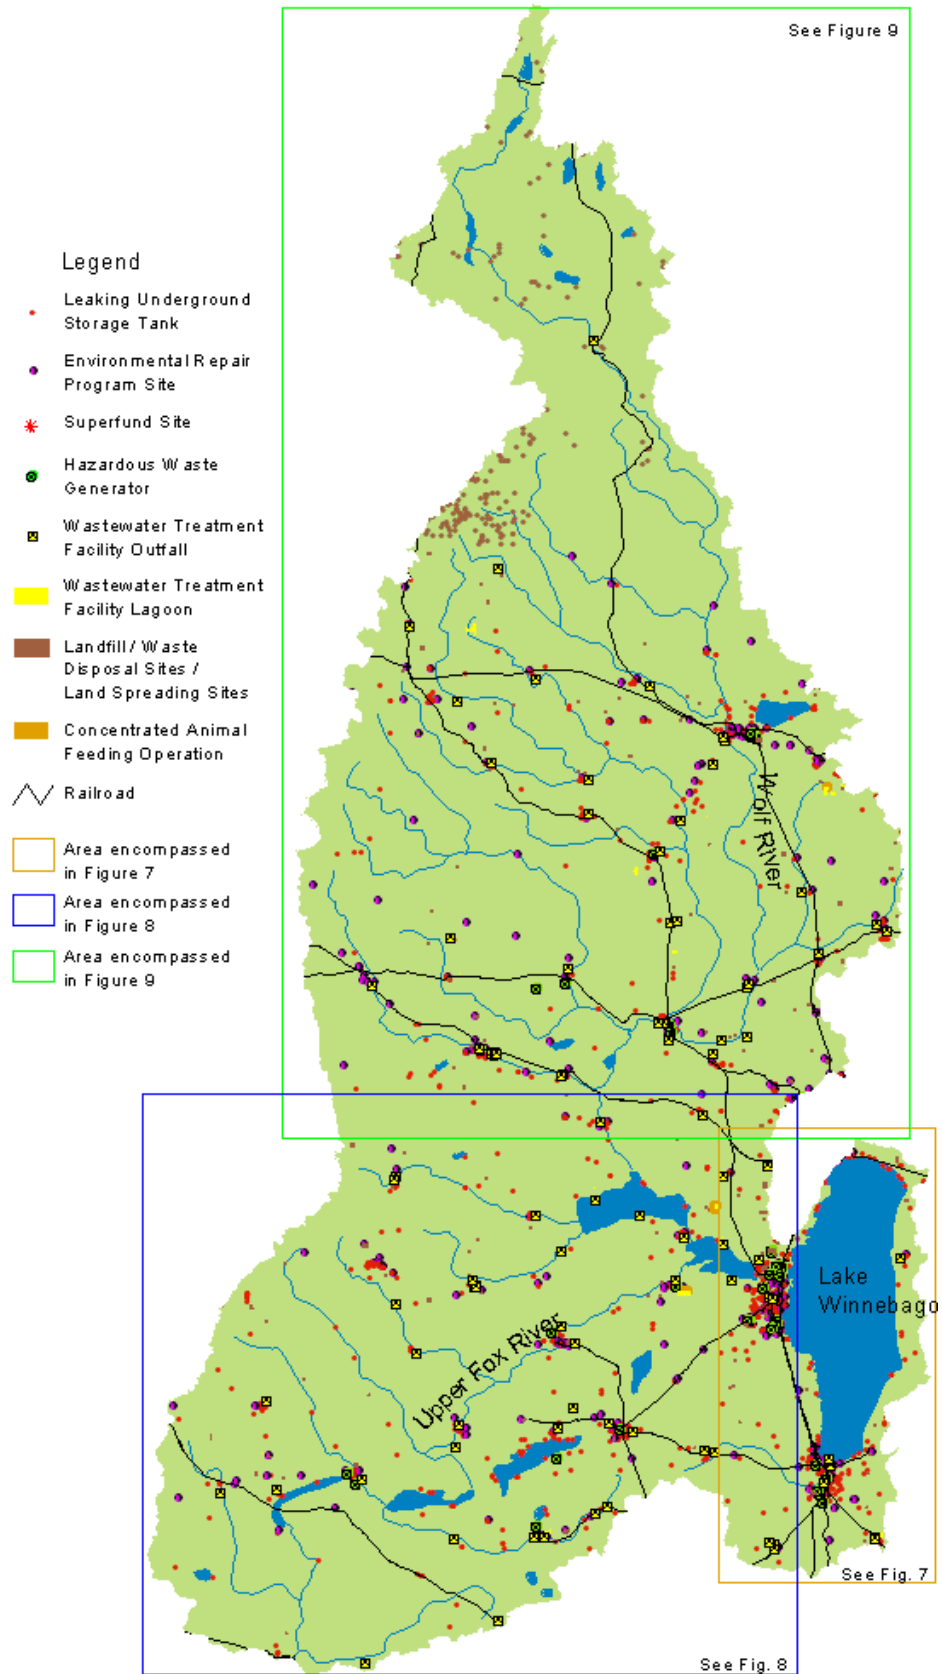 See Figure 9
Legend
Leaking Underground
Storage Tank
Environmental Repair
Program Site
Superfund Site
Hazardous Waste
Generator
Wastewater Treatment
Facility Outfall
Wastewater Treatment
Facility Lagoon
Landfill / Waste
Disposal Sites /
Land Spreading Sites
Concentrated Animal
Feeding Operation
Railroad
Area encompassed
in Figure 7
Area encompassed
in Figure 8
Area encompassed
in Figure 9
Wolf River
Lake
Winnebago
Upper Fox River
See Fig. 7
See Fig. 8